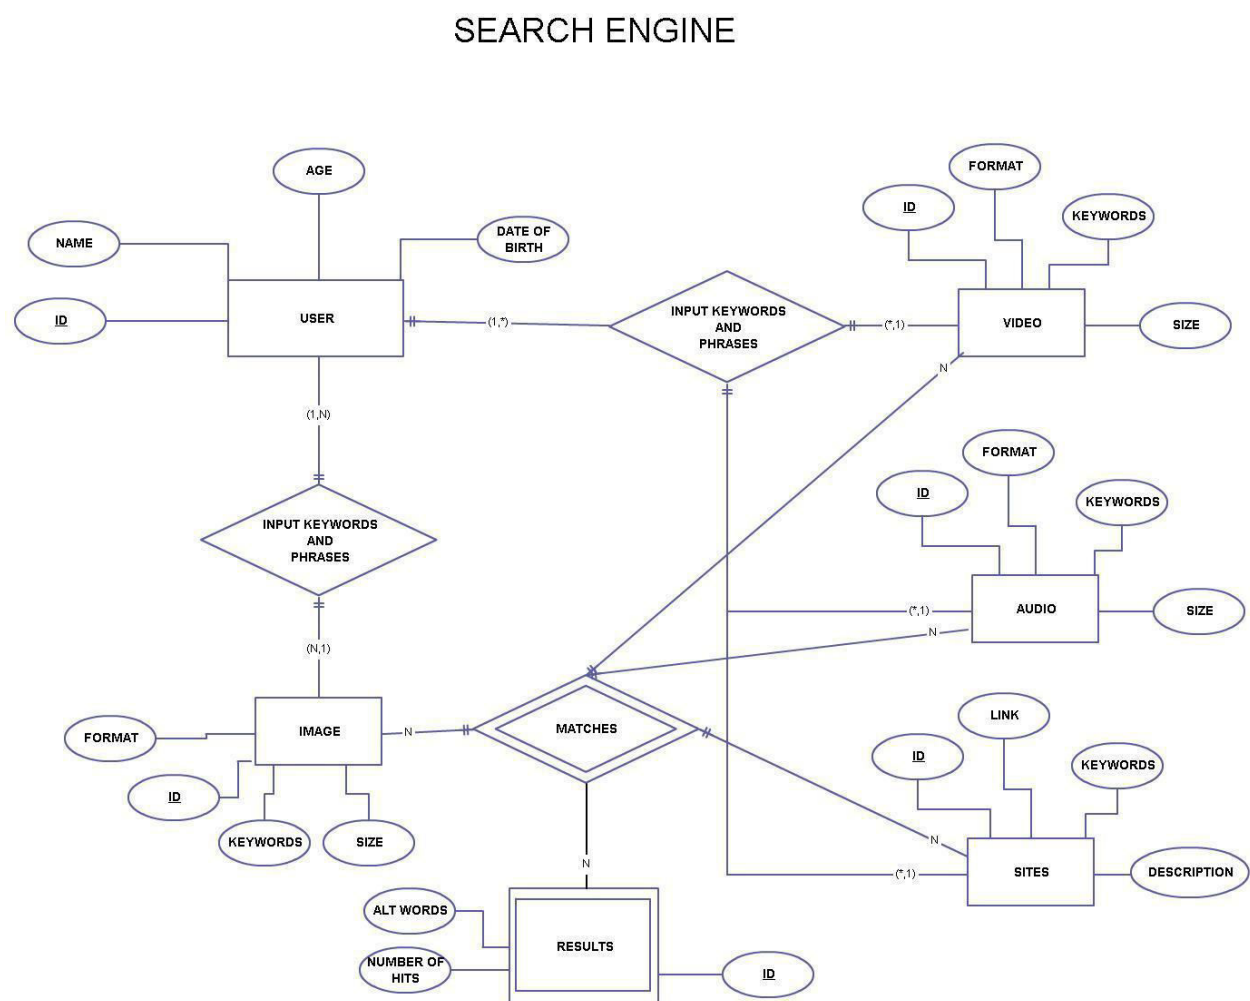 SEARCH ENGINE
AGE
NAME
DATE OF
BIRTH
ID
USER
(1,*)
INPUT KEYWORDS
AND
PHRASES
(*,1)
ID
FORMAT
KEYWORDS
VIDEO
SIZE
N
(1,N)
INPUT KEYWORDS
AND
PHRASES
(N,1)
ID
FORMAT
KEYWORDS
AUDIO
SIZE
(*,1)
N
FORMAT
IMAGE
ID
KEYWORDS
SIZE
N
MATCHES
ID
LINK
KEYWORDS
SITES
DESCRIPTION
N
(*,1)
N
ALT WORDS
NUMBER OF
HITS
RESULTS
ID